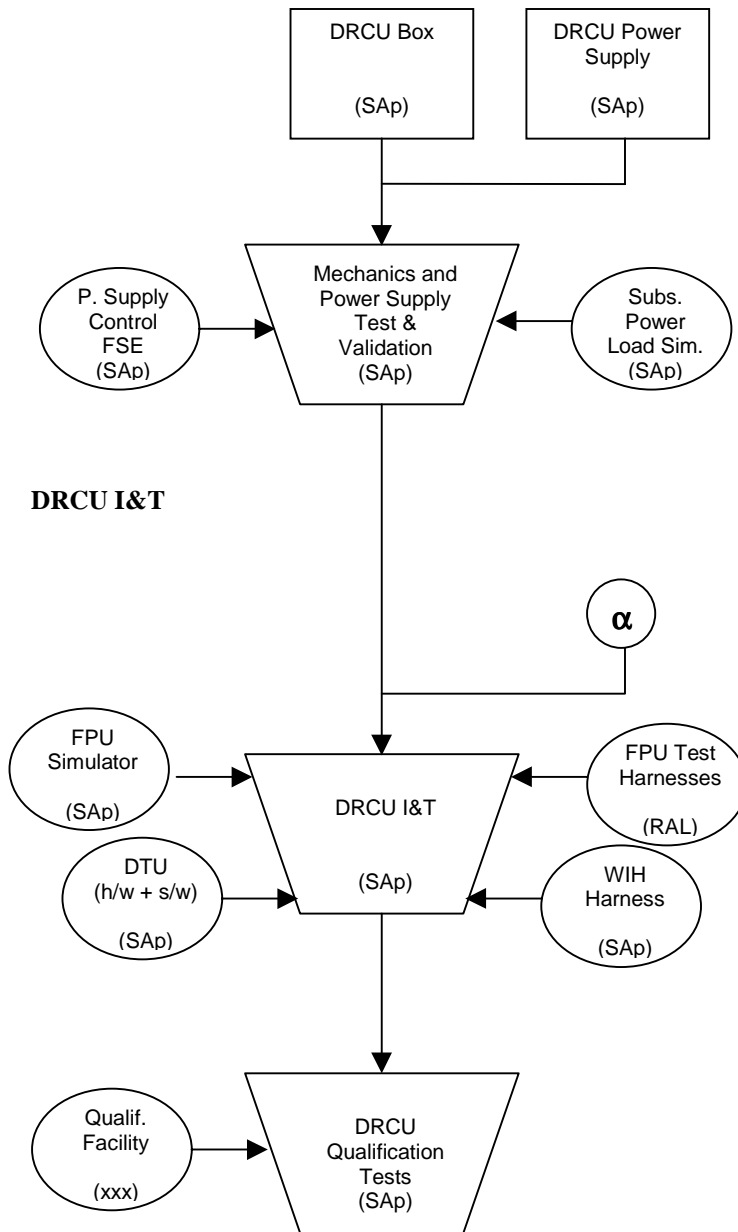 DRCU Box
(SAp)
DRCU Power
Supply
(SAp)
Mechanics and
Power Supply
Test &
Validation
(SAp)
P. Supply
Control
FSE
(SAp)
Subs.
Power
Load Sim.
(SAp)
DRCU I&T
α
FPU
Simulator
(SAp)
FPU Test
Harnesses
(RAL)
DRCU I&T
(SAp)
DTU
(h/w + s/w)
(SAp)
WIH
Harness
(SAp)
Qualif.
Facility
(xxx)
DRCU
Qualification
Tests
(SAp)